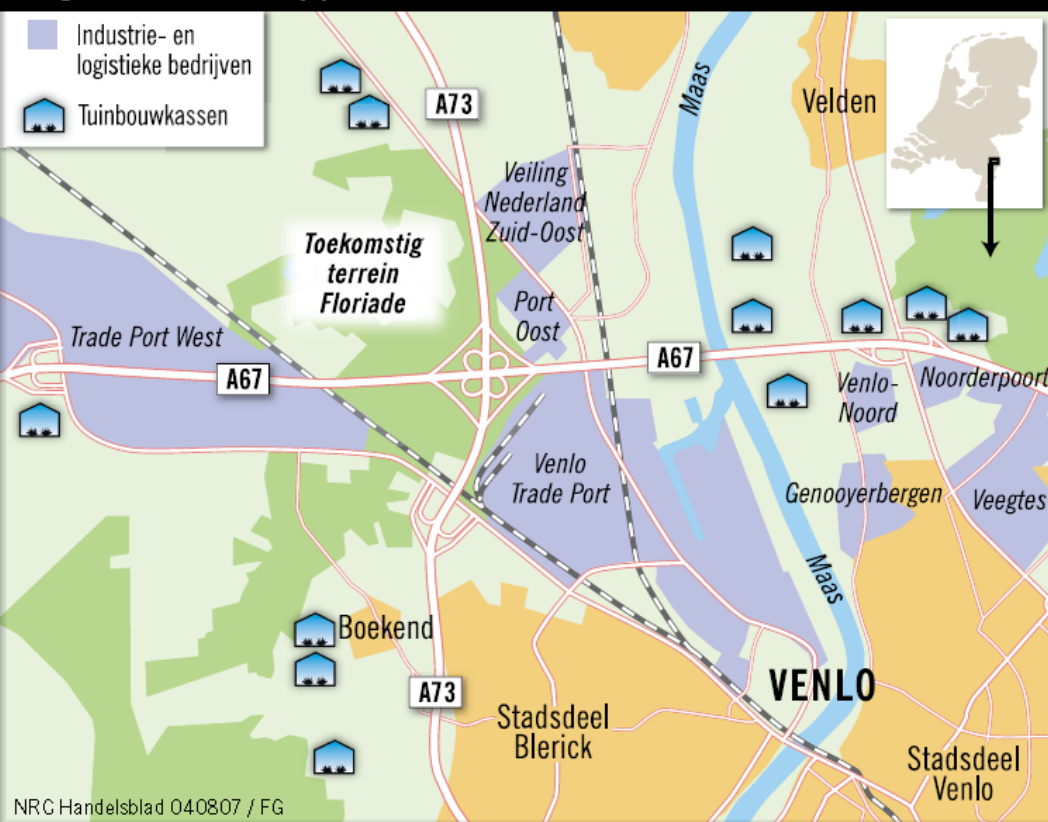 Industrie- en
logistieke bedrijven
Tuinbouwkassen
A73
Maas
Velden
Veiling
Nederland
Zuid-Oost
Toekomstig
terrein
Floriade
Port
Oost
Trade Port West
A67
A67
Venlo-
Noord
Noorderpoort
Venlo
Trade Port
Genooyerbergen
Veegtes
Maas
Boekend
A73
VENLO
Stadsdeel
Blerick
Stadsdeel
Venlo
NRC Handelsblad 040807 / FG